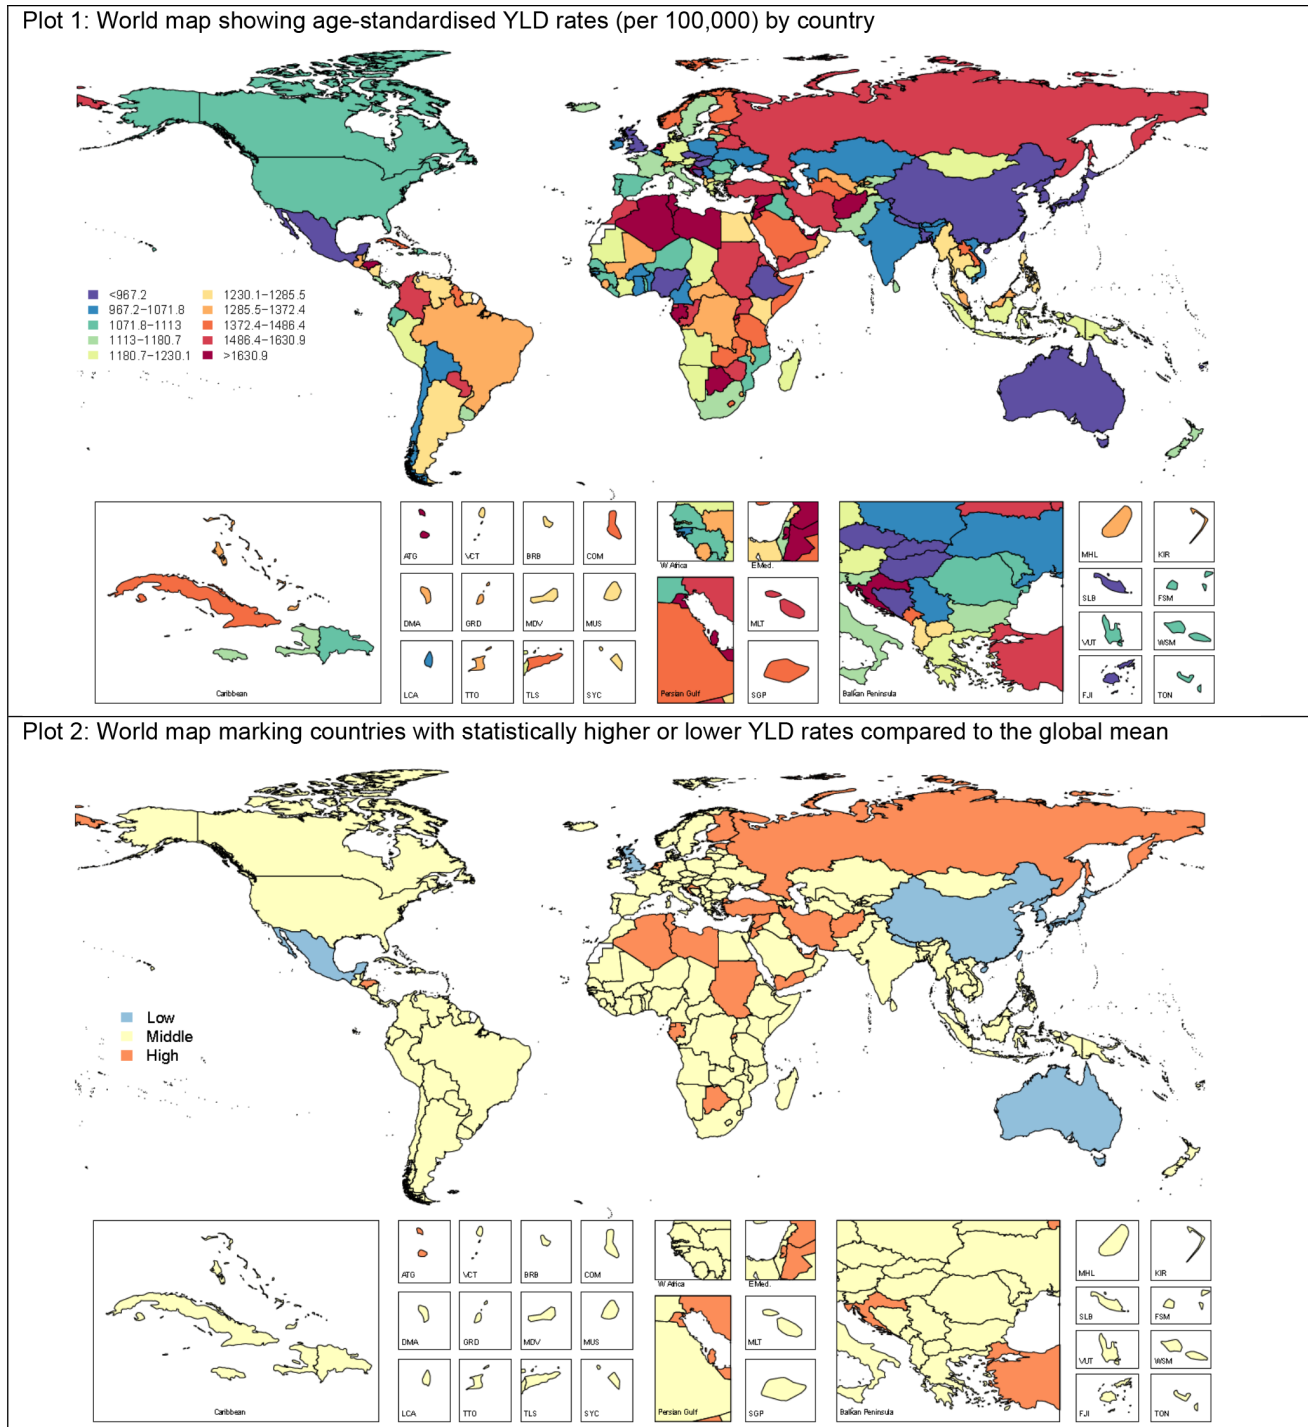 Plot 1: World map showing age-standardised YLD rates (per 100,000) by country
<967.2
967.2–1071.8
1071.8–1113
1113–1180.7
1180.7–1230.1
1230.1–1285.5
1285.5–1372.4
1372.4–1486.4
1486.4–1630.9
>1630.9
Caribbean
ATG
VCT
BRB
COM
DMA
GRD
MDV
MUS
LCA
TTO
TLS
SYC
W Africa
E Med.
Persian Gulf
MLT
SGP
Balkan Peninsula
MHL
KIR
SLB
FSM
VUT
WSM
FJI
TON
Plot 2: World map marking countries with statistically higher or lower YLD rates compared to the global mean
Low
Middle
High
Caribbean
ATG
VCT
BRB
COM
DMA
GRD
MDV
MUS
LCA
TTO
TLS
SYC
W Africa
E Med.
Persian Gulf
MLT
SGP
Balkan Peninsula
MHL
KIR
SLB
FSM
VUT
WSM
FJI
TON